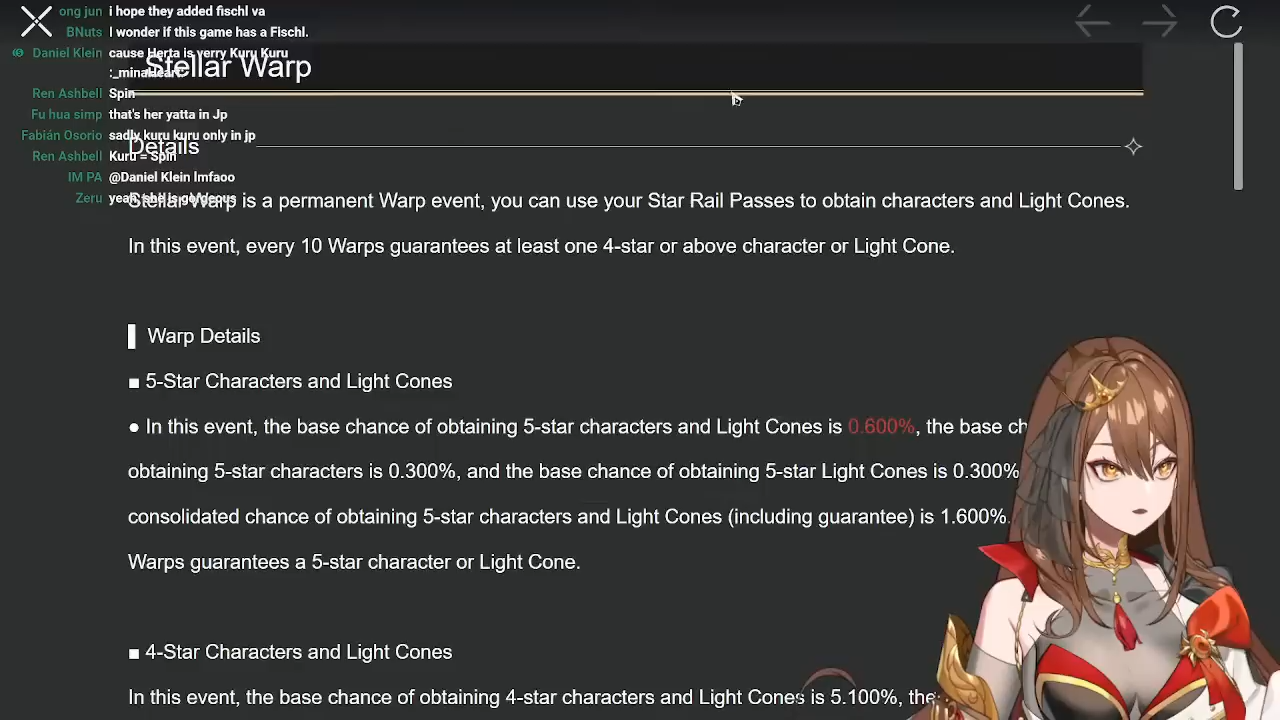 ong jun i hope they added fischl va
BNuts I wonder if this game has a Fischl.
Daniel Klein cause Herta is verry Kuru Kuru
:_minaHeart:
Ren Ashbell Spin
Fu hua simp that's her yatta in Jp
Fabián Osorio sadly kuru kuru only in jp
Ren Ashbell Kuru = Spin
IM PA @Daniel Klein lmfaoo
Zeru yeah, she is gorgeous
Stellar Warp
Details
Stellar Warp is a permanent Warp event, you can use your Star Rail Passes to obtain characters and Light Cones.
In this event, every 10 Warps guarantees at least one 4-star or above character or Light Cone.
Warp Details
■ 5-Star Characters and Light Cones
● In this event, the base chance of obtaining 5-star characters and Light Cones is 0.600%, the base ch
obtaining 5-star characters is 0.300%, and the base chance of obtaining 5-star Light Cones is 0.300%
consolidated chance of obtaining 5-star characters and Light Cones (including guarantee) is 1.600%.
Warps guarantees a 5-star character or Light Cone.
■ 4-Star Characters and Light Cones
In this event, the base chance of obtaining 4-star characters and Light Cones is 5.100%, the